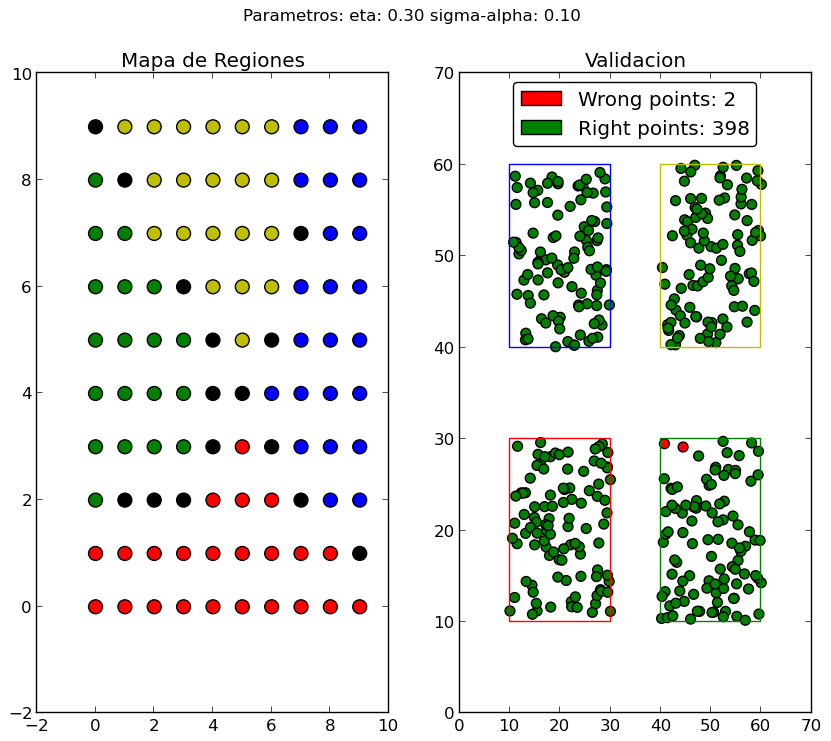 Parametros: eta: 0.30 sigma-alpha: 0.10
Mapa de Regiones
10
8
6
4
2
0
−2
−2 0 2 4 6 8 10
Validacion
Wrong points: 2
Right points: 398
70
60
50
40
30
20
10
0
0 10 20 30 40 50 60 70